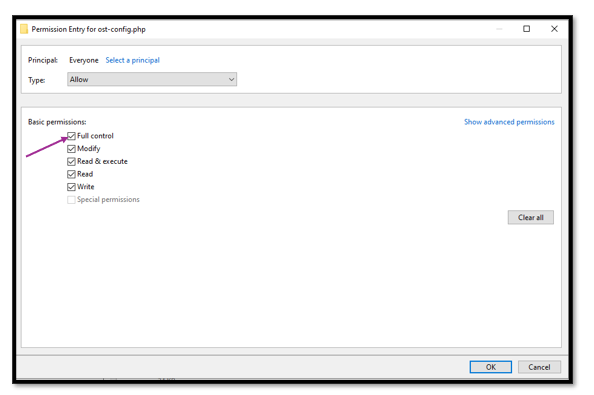 Permission Entry for ost-config.php
Principal: Everyone Select a principal
Type: Allow
Basic permissions: Show advanced permissions
Full control
Modify
Read & execute
Read
Write
Special permissions
Clear all
OK Cancel